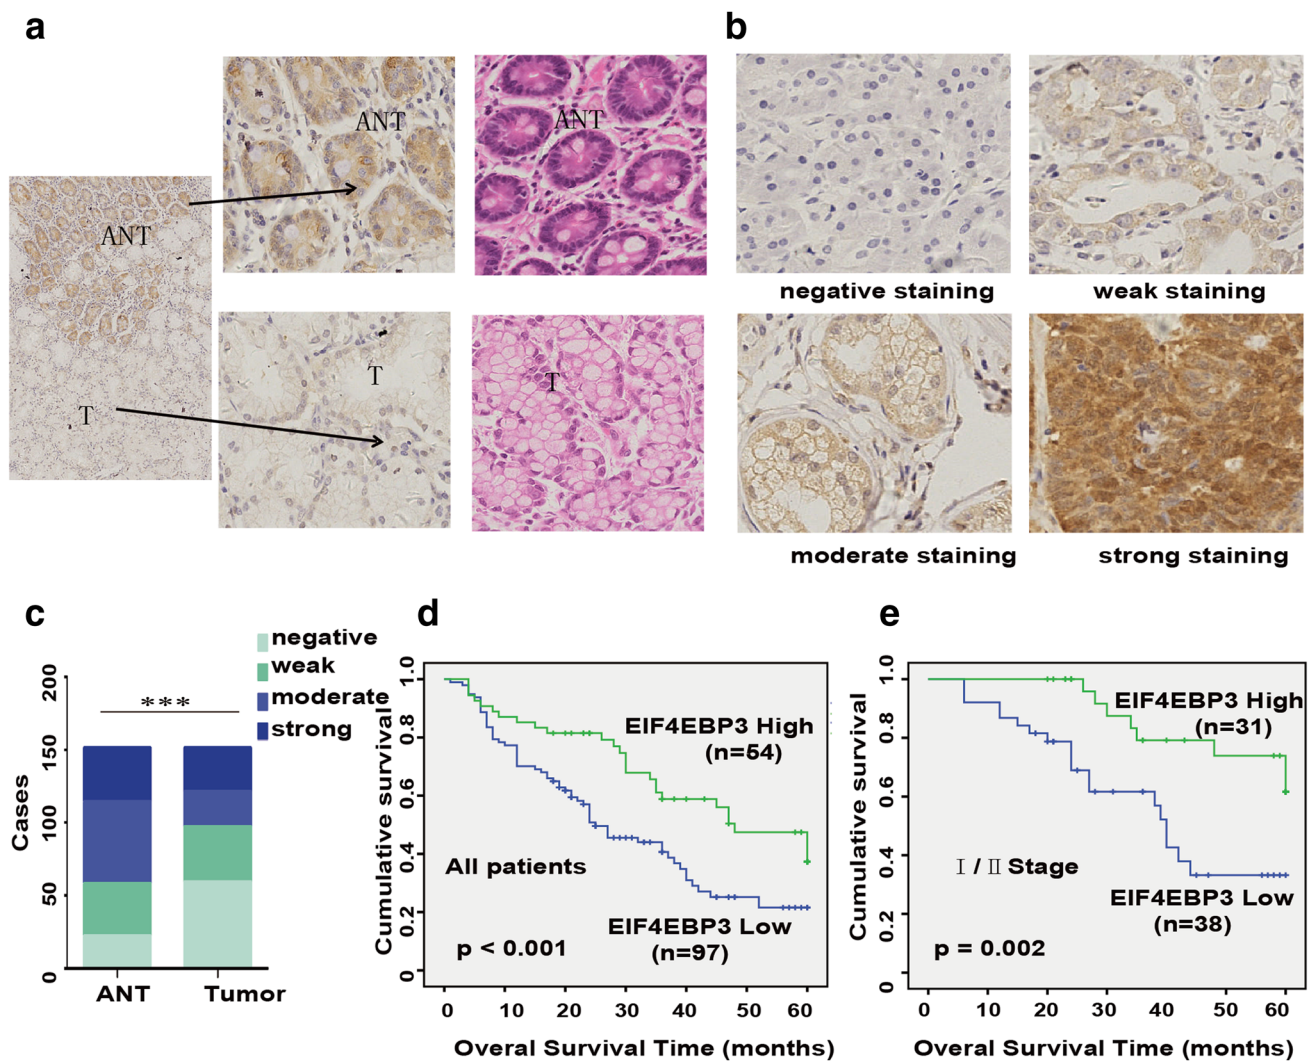 a
b
ANT
ANT
ANT
T
T
T
negative staining
weak staining
moderate staining
strong staining
c
d
e
negative
weak
moderate
strong
***
200
150
100
50
0
Cases
ANT
Tumor
1.0
0.8
0.6
0.4
0.2
0
Cumulative survival
EIF4EBP3 High
(n=54)
All patients
EIF4EBP3 Low
(n=97)
p < 0.001
0 10 20 30 40 50 60
Overal Survival Time (months)
1.0
0.8
0.6
0.4
0.2
0
Cumulative survival
EIF4EBP3 High
(n=31)
Ⅰ / Ⅱ Stage
EIF4EBP3 Low
(n=38)
p = 0.002
0 10 20 30 40 50 60
Overal Survival Time (months)